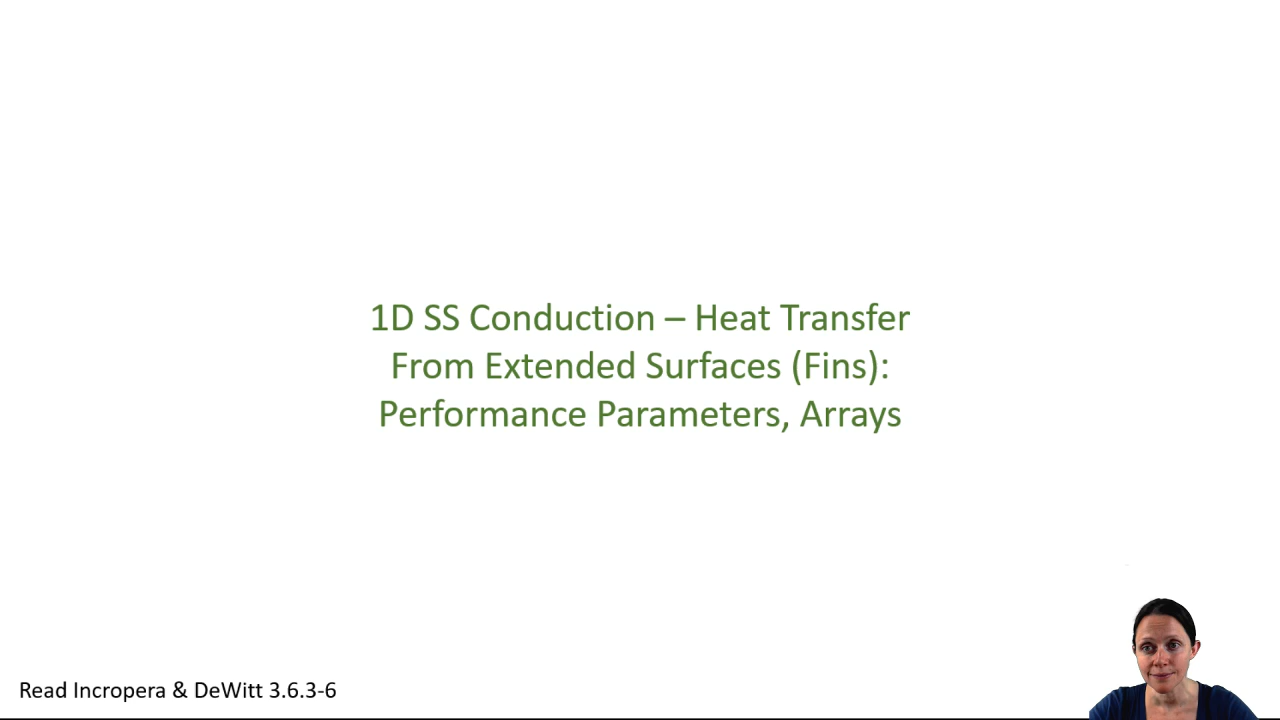 1D SS Conduction – Heat Transfer
From Extended Surfaces (Fins):
Performance Parameters, Arrays
Read Incropera & DeWitt 3.6.3-6